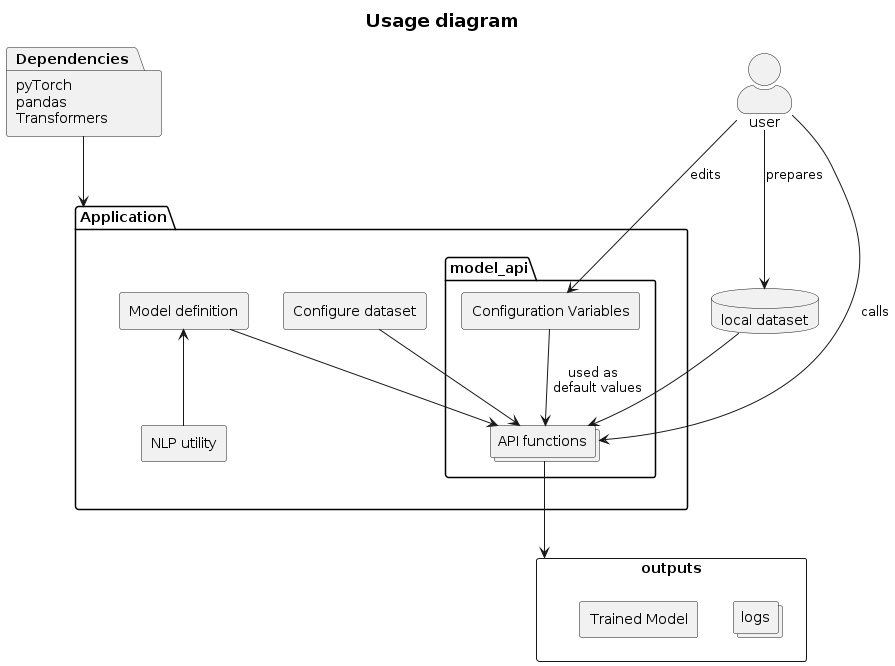 Usage diagram
Dependencies
pyTorch
pandas
Transformers
user
edits
prepares
calls
Application
model_api
Model definition
Configure dataset
Configuration Variables
local dataset
used as
default values
NLP utility
API functions
outputs
Trained Model
logs